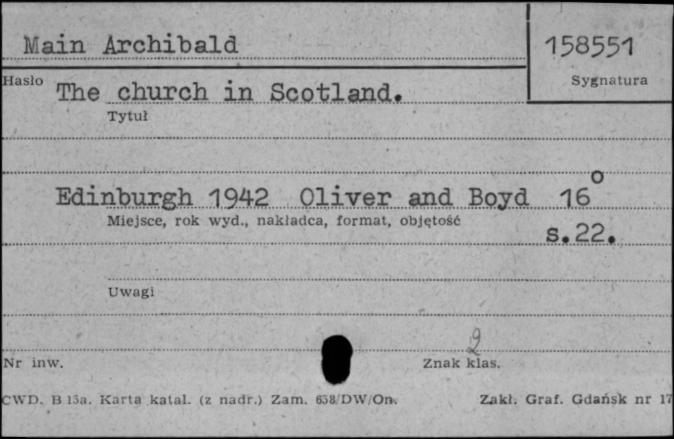 Main Archibald
158551
Hasło
Sygnatura
The church in Scotland.
Tytuł
Edinburgh 1942 Oliver and Boyd 16°
Miejsce, rok wyd., nakładca, format, objętość
s.22.
Uwagi
2
Nr inw.
Znak klas.
CWD. B 13a. Karta katal. (z nadr.) Zam. 658/DW/On. Zakł. Graf. Gdańsk nr 17